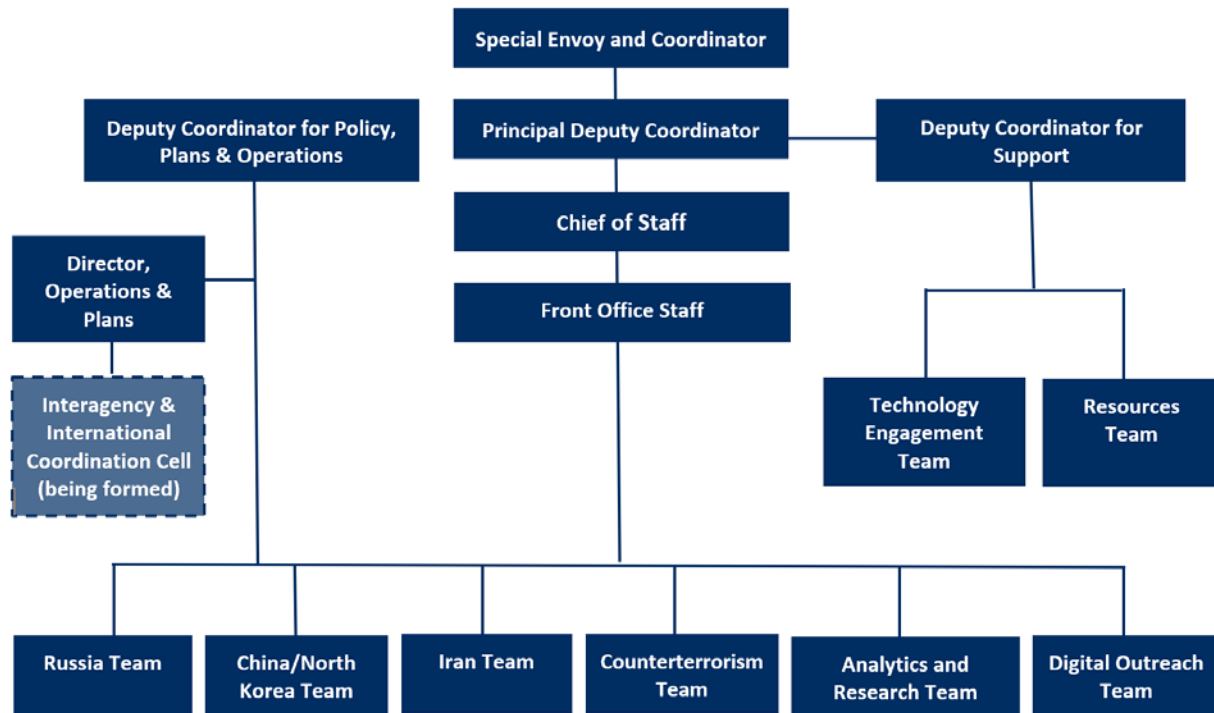 Special Envoy and Coordinator
Deputy Coordinator for Policy,
Plans & Operations
Principal Deputy Coordinator
Deputy Coordinator for
Support
Chief of Staff
Director,
Operations &
Plans
Front Office Staff
Interagency &
International
Coordination Cell
(being formed)
Technology
Engagement
Team
Resources
Team
Russia Team
China/North
Korea Team
Iran Team
Counterterrorism
Team
Analytics and
Research Team
Digital Outreach
Team